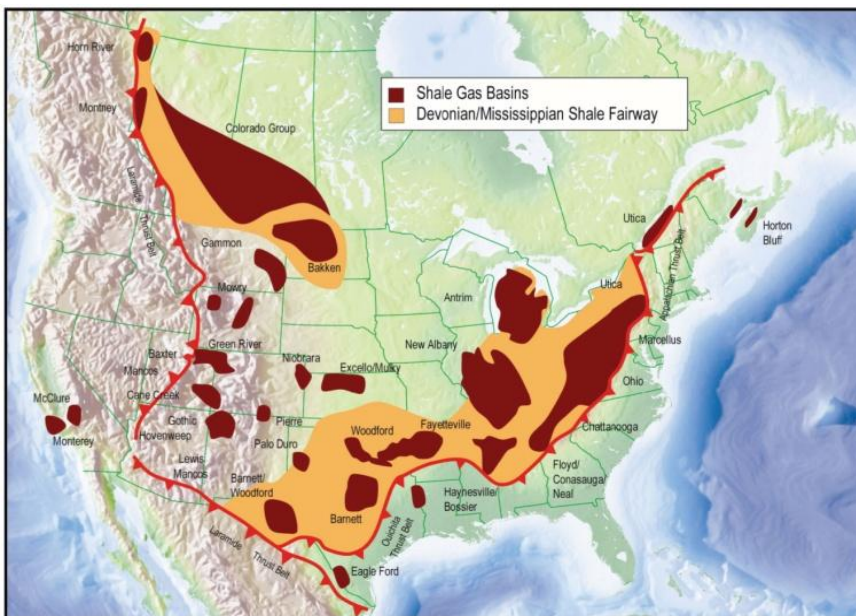 Horn River
Shale Gas Basins
Devonian/Mississippian Shale Fairway
Montney
Colorado Group
Laramide
Thrust Belt
Utica
Horton
Bluff
Gammon
Bakken
Appalachian Thrust Belt
Utica
Mowry
Antrim
Green River
New Albany
Marcellus
Baxter
Mancos
Niobrara
Excello/Mulky
Ohio
Cane Creek
McClure
Monterey
Gothic
Hovenweep
Pierre
Palo Duro
Woodford
Fayetteville
Chattanooga
Lewis/
Mancos
Barnett/
Woodford
Floyd/
Conasauga/
Neal
Barnett
Haynesville/
Bossier
Ouichita
Thrust Belt
Laramide
Thrust Belt
Eagle Ford